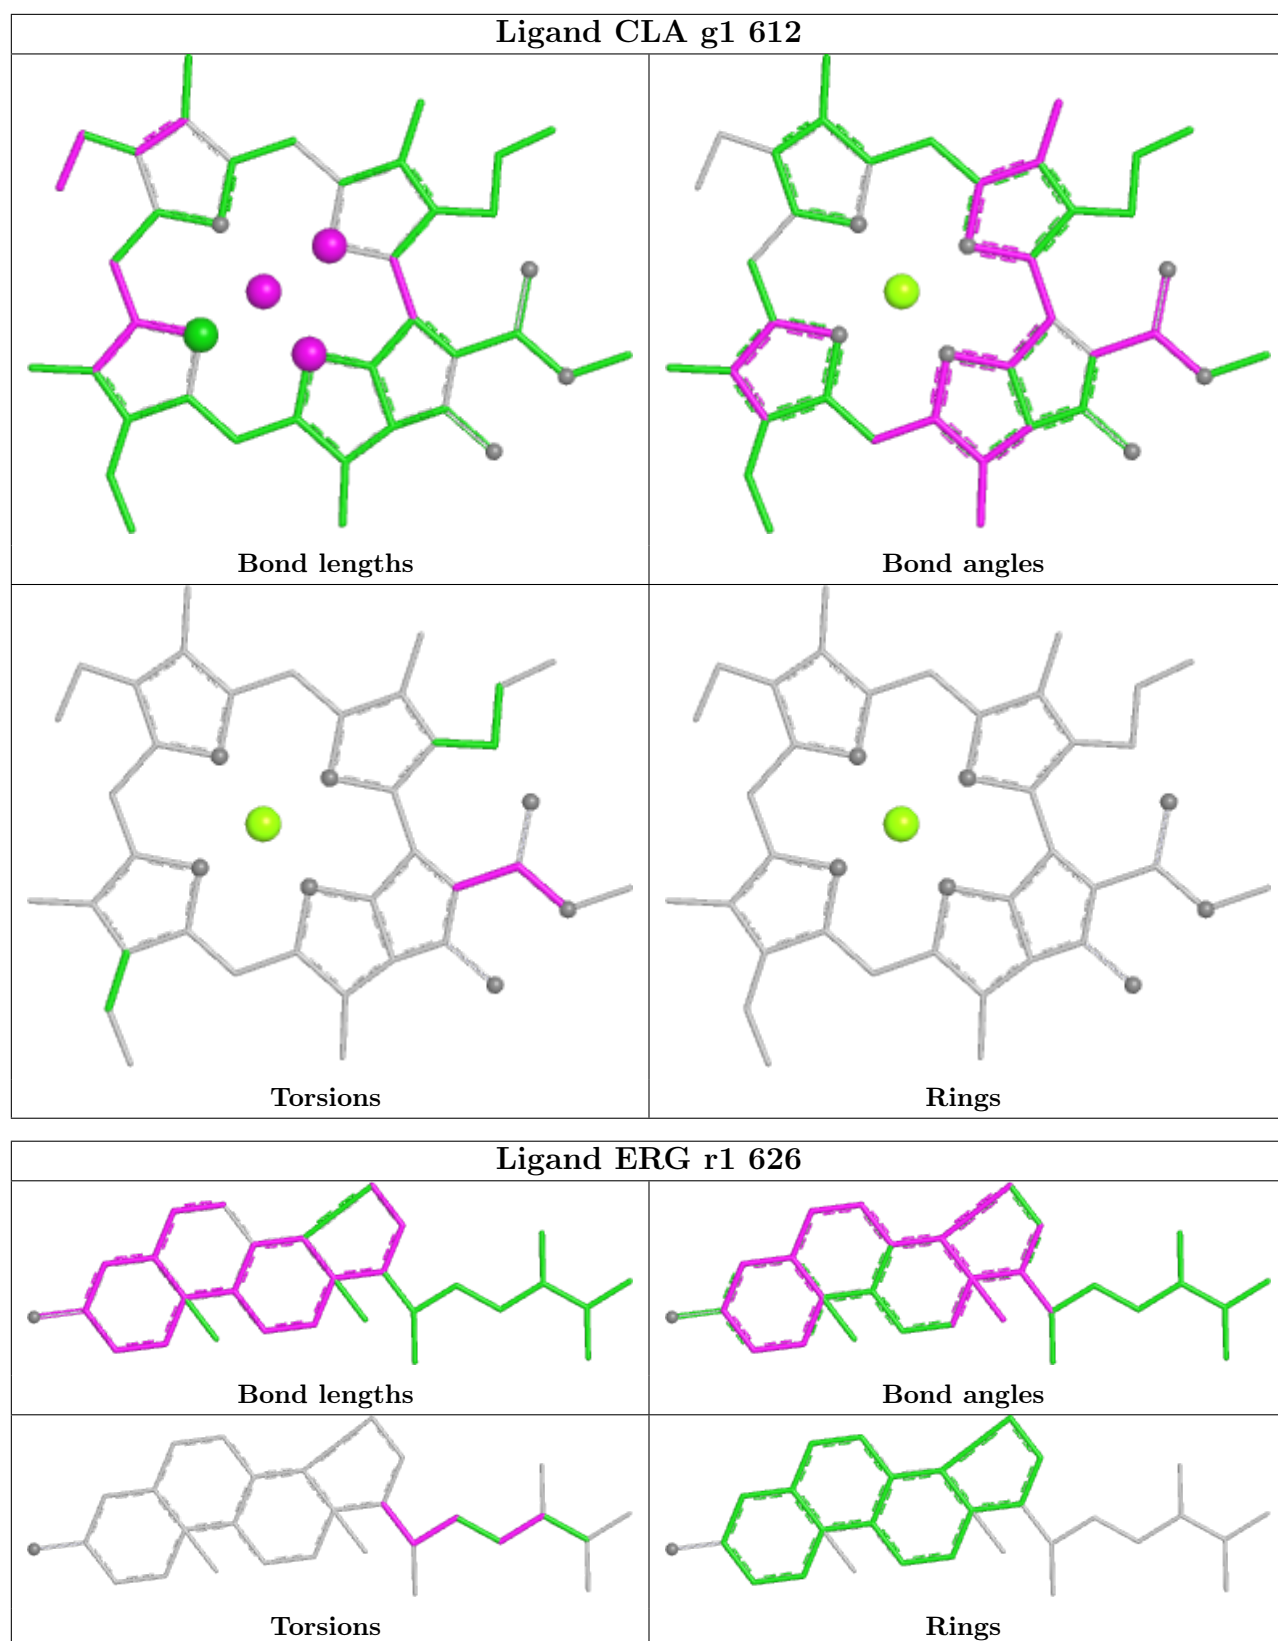 Ligand CLA g1 612
Bond lengths
Bond angles
Torsions
Rings
Ligand ERG r1 626
Bond lengths
Bond angles
Torsions
Rings